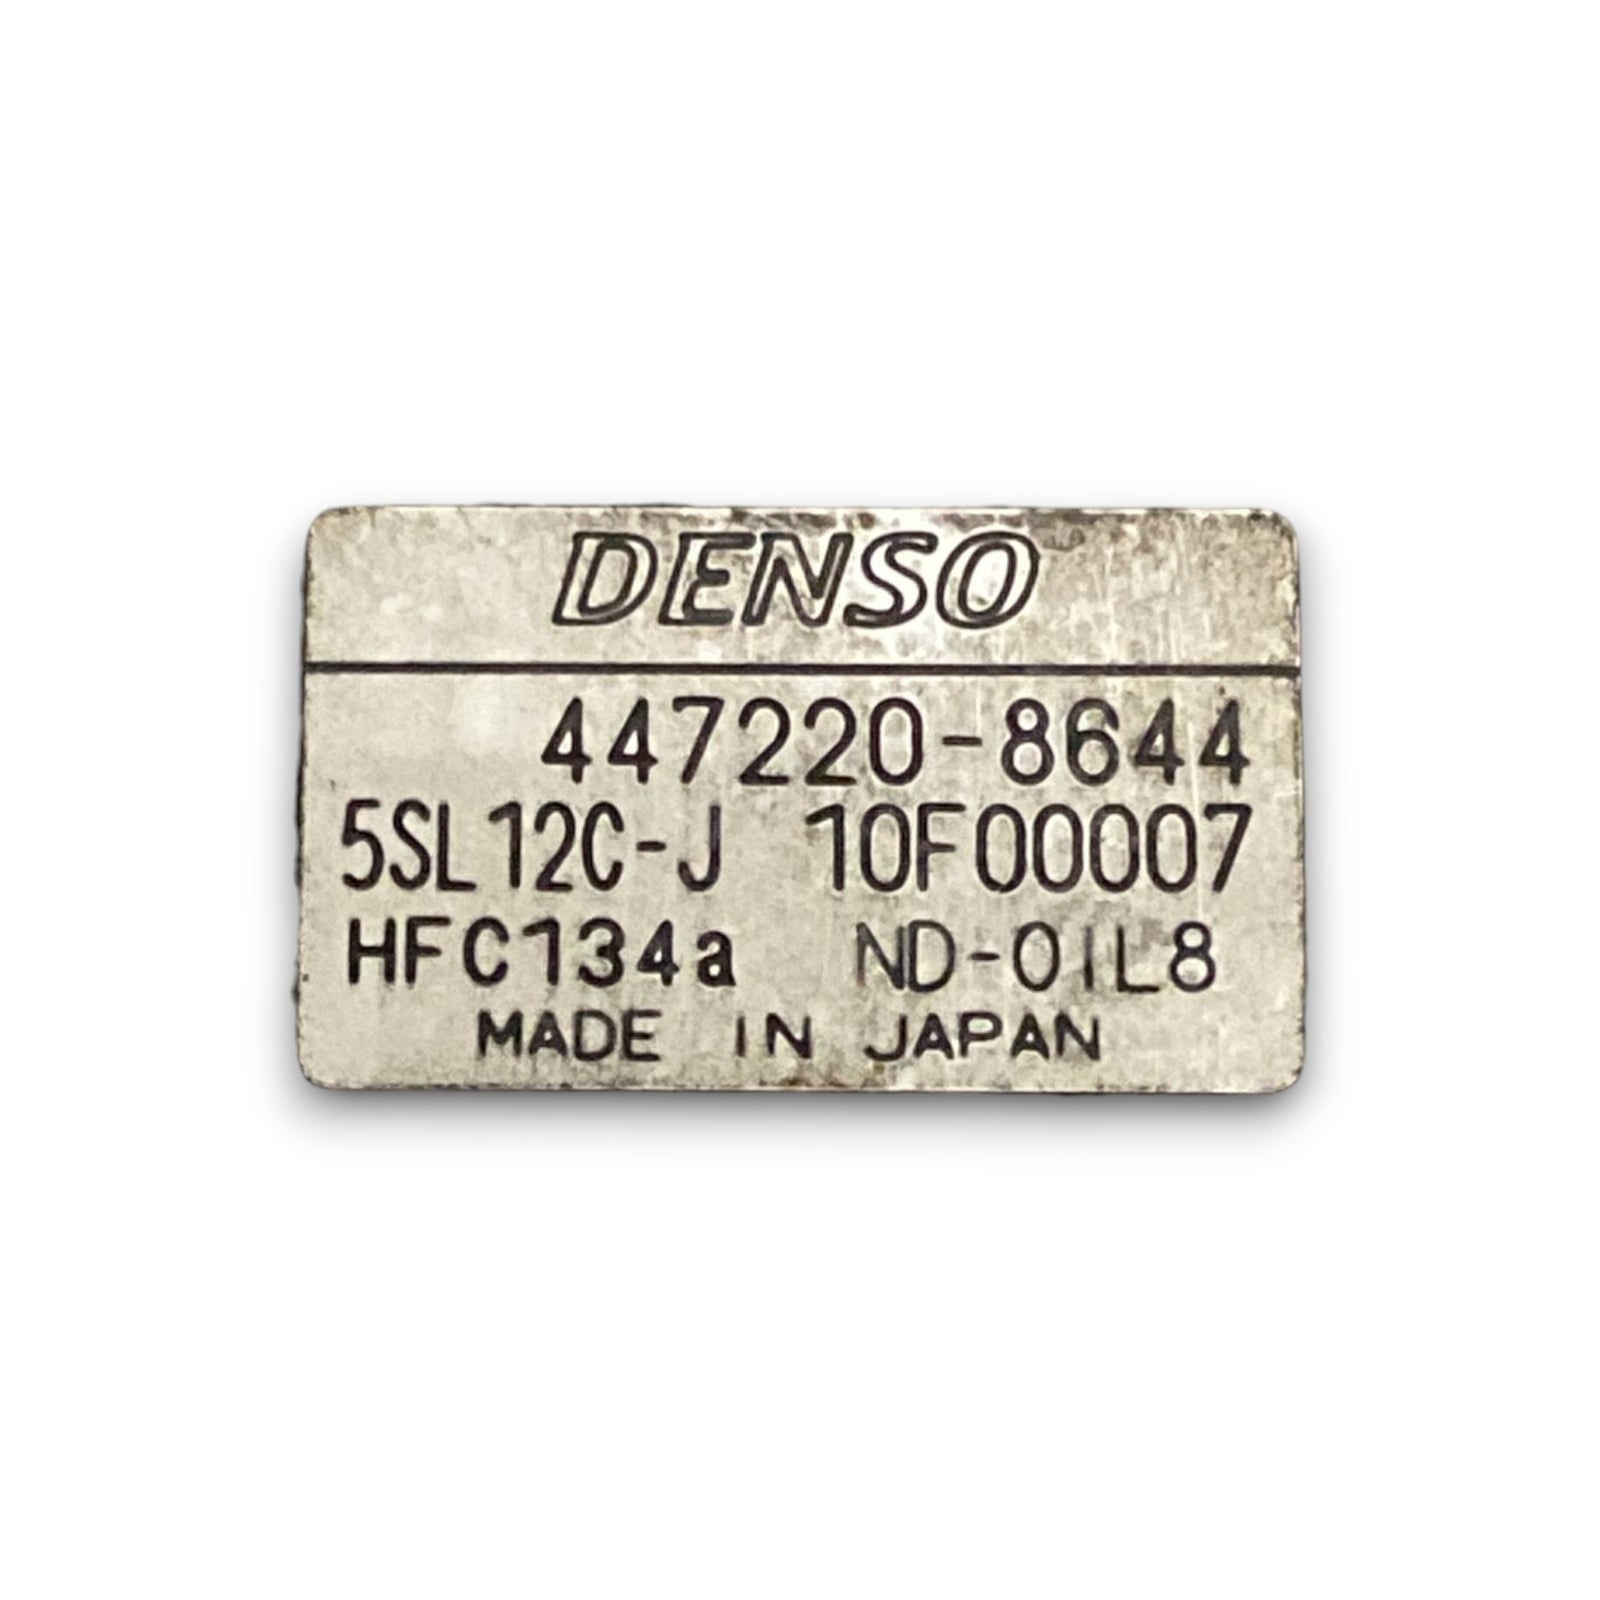 DENSO
447220-8644
5SL12C-J 10F00007
HFC134a ND-OIL8
MADE IN JAPAN